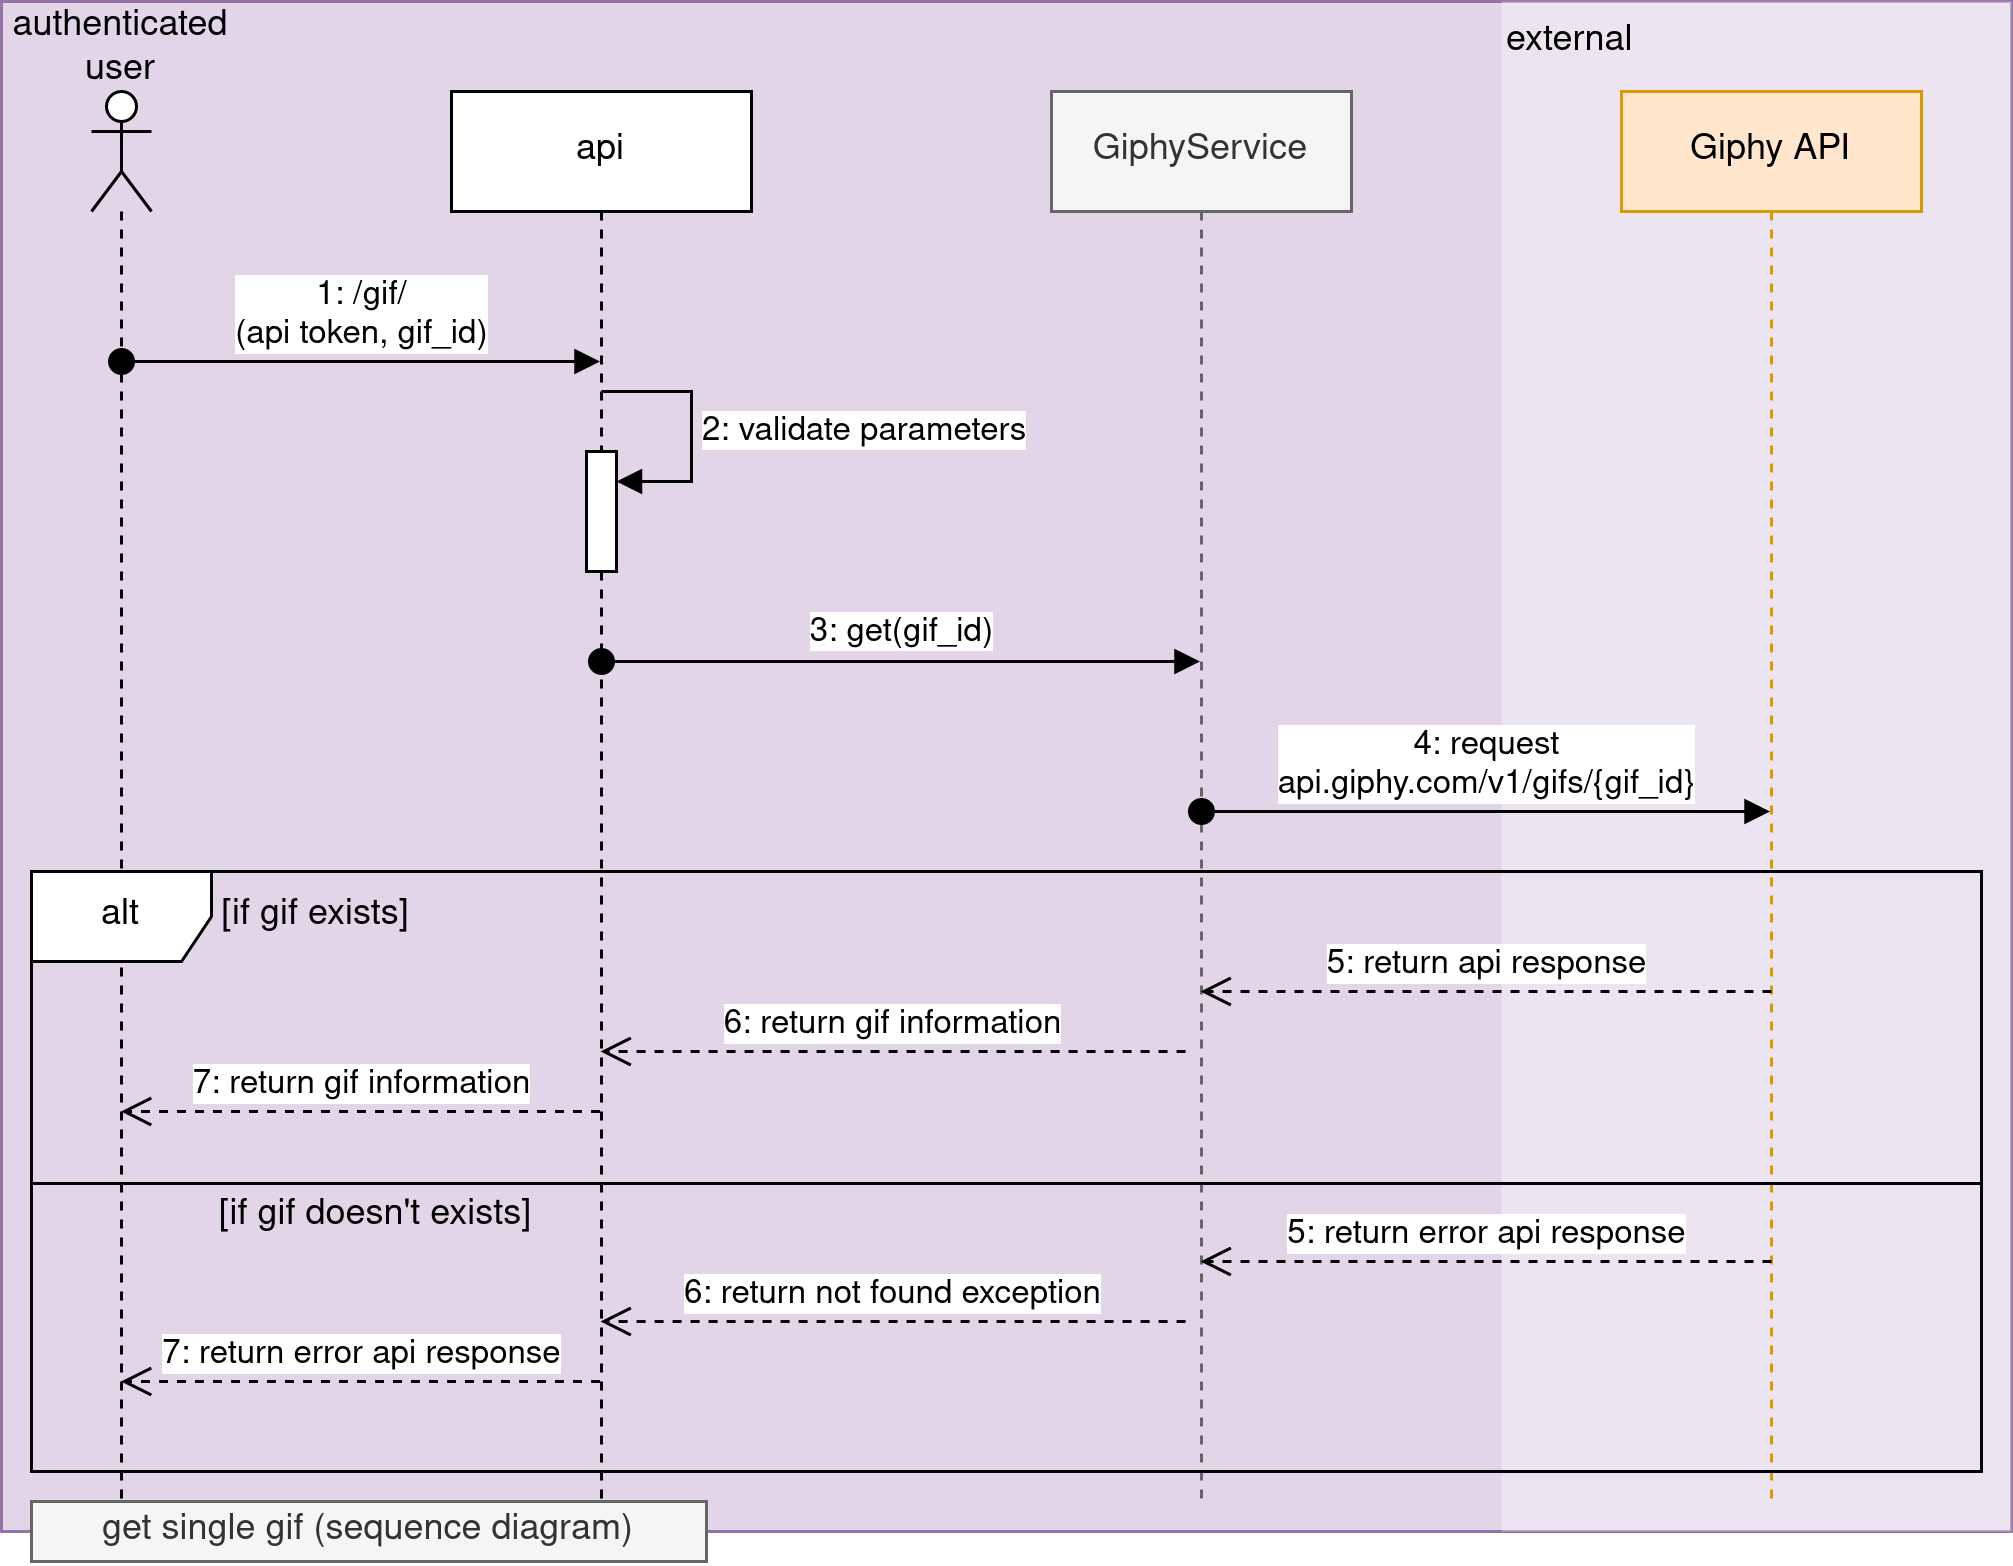 authenticated
user
external
api
GiphyService
Giphy API
1: /gif/
(api token, gif_id)
2: validate parameters
3: get(gif_id)
4: request
api.giphy.com/v1/gifs/{gif_id}
alt
[if gif exists]
5: return api response
6: return gif information
7: return gif information
[if gif doesn't exists]
5: return error api response
6: return not found exception
7: return error api response
get single gif (sequence diagram)